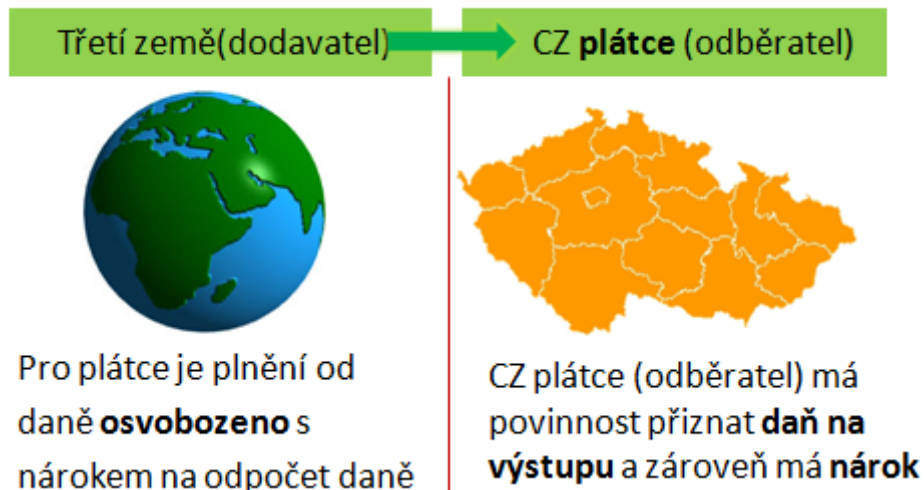 Třetí země(dodavatel)
CZ plátce (odběratel)
Pro plátce je plnění od
daně osvobozeno s
nárokem na odpočet daně
CZ plátce (odběratel) má
povinnost přiznat daň na
výstupu a zároveň má nárok